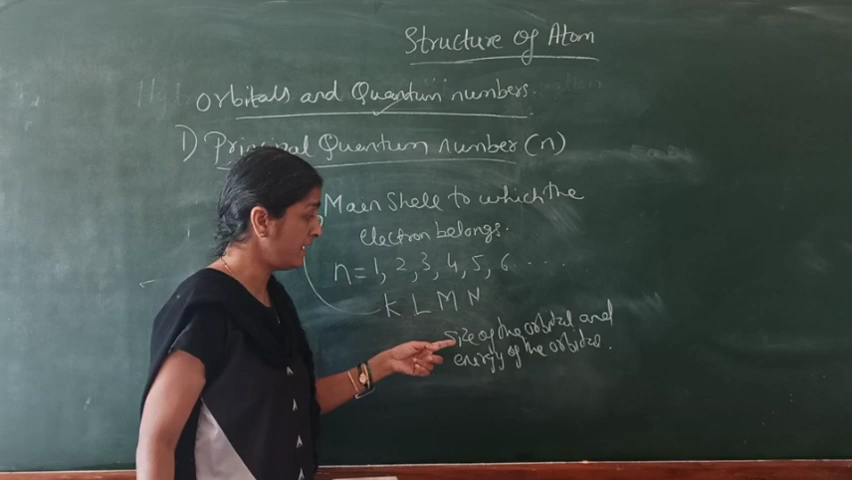 Structure of Atom
orbitals and Quantum numbers.
1) Principal Quantum number (n)
Main Shell to which the
electron belongs.
n = 1, 2, 3, 4, 5, 6 . . . .
K L M N
size of the orbital and
energy of the orbital.